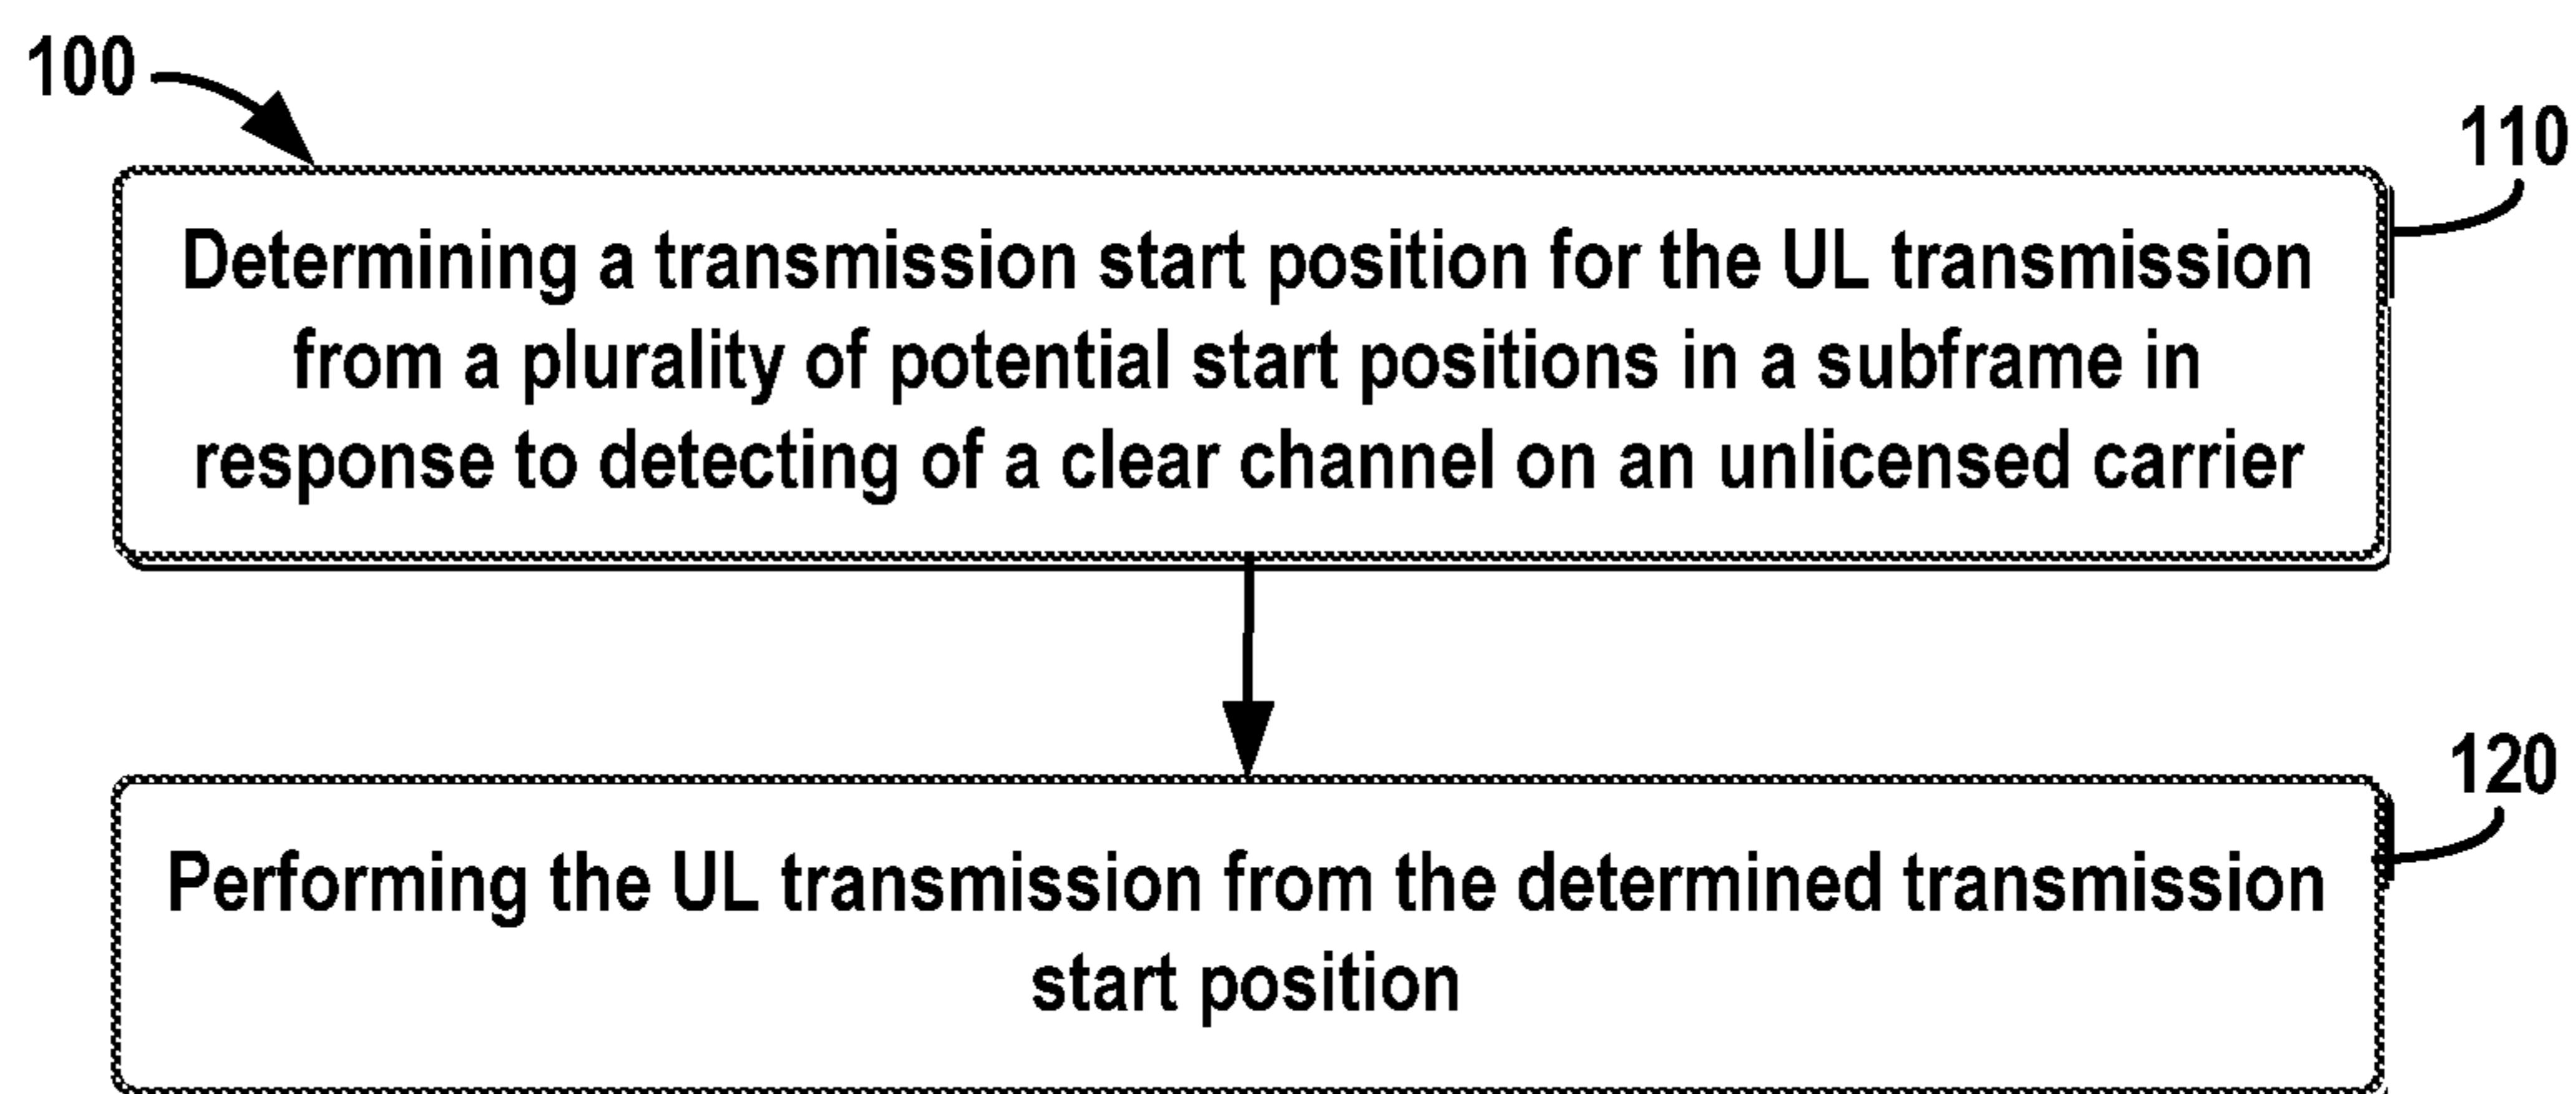 100
110
Determining a transmission start position for the UL transmission
from a plurality of potential start positions in a subframe in
response to detecting of a clear channel on an unlicensed carrier
120
Performing the UL transmission from the determined transmission
start position